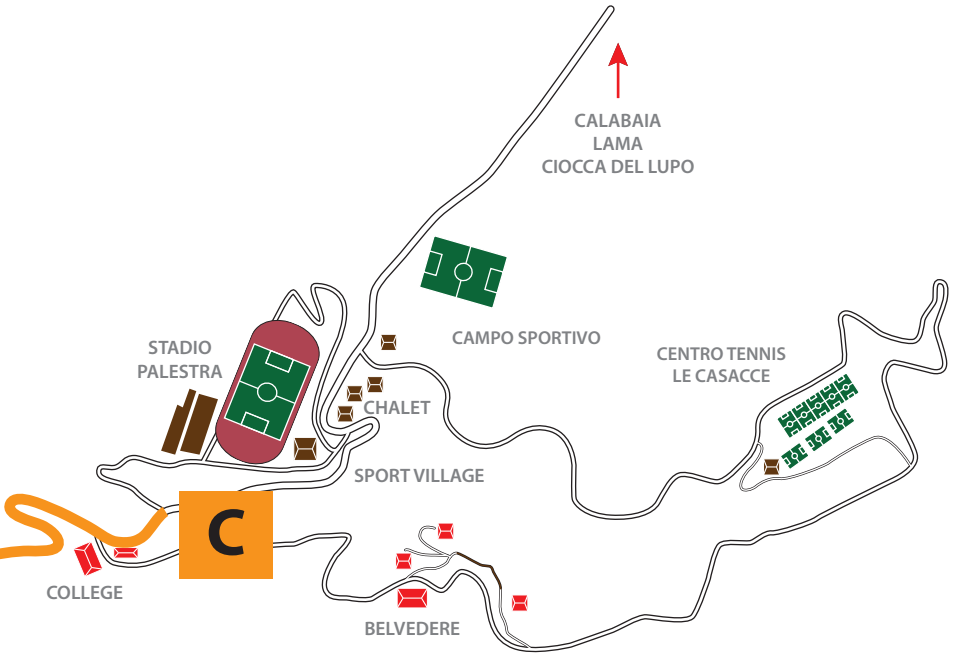 CALABAIA
LAMA
CIOCCA DEL LUPO
CAMPO SPORTIVO
STADIO
PALESTRA
CENTRO TENNIS
LE CASACCE
CHALET
SPORT VILLAGE
C
COLLEGE
BELVEDERE